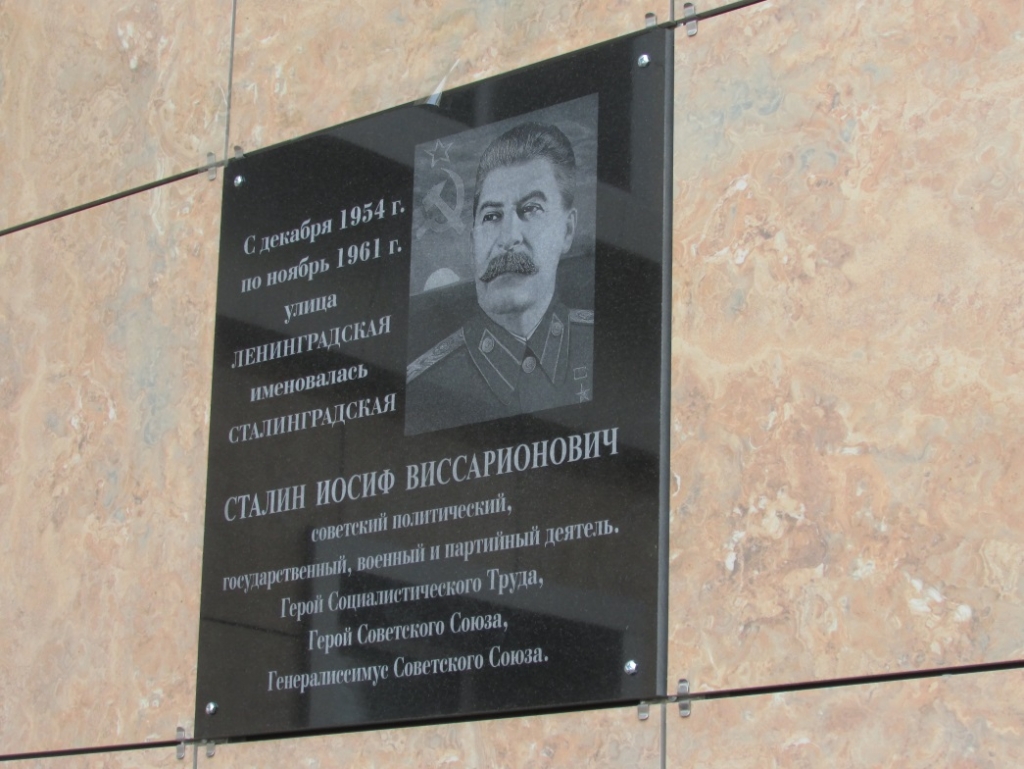 С декабря 1954 г.
по ноябрь 1961 г.
улица
ЛЕНИНГРАДСКАЯ
именовалась
СТАЛИНГРАДСКАЯ
СТАЛИН ИОСИФ ВИССАРИОНОВИЧ
советский политический,
государственный, военный и партийный деятель.
Герой Социалистического Труда,
Герой Советского Союза,
Генералиссимус Советского Союза.